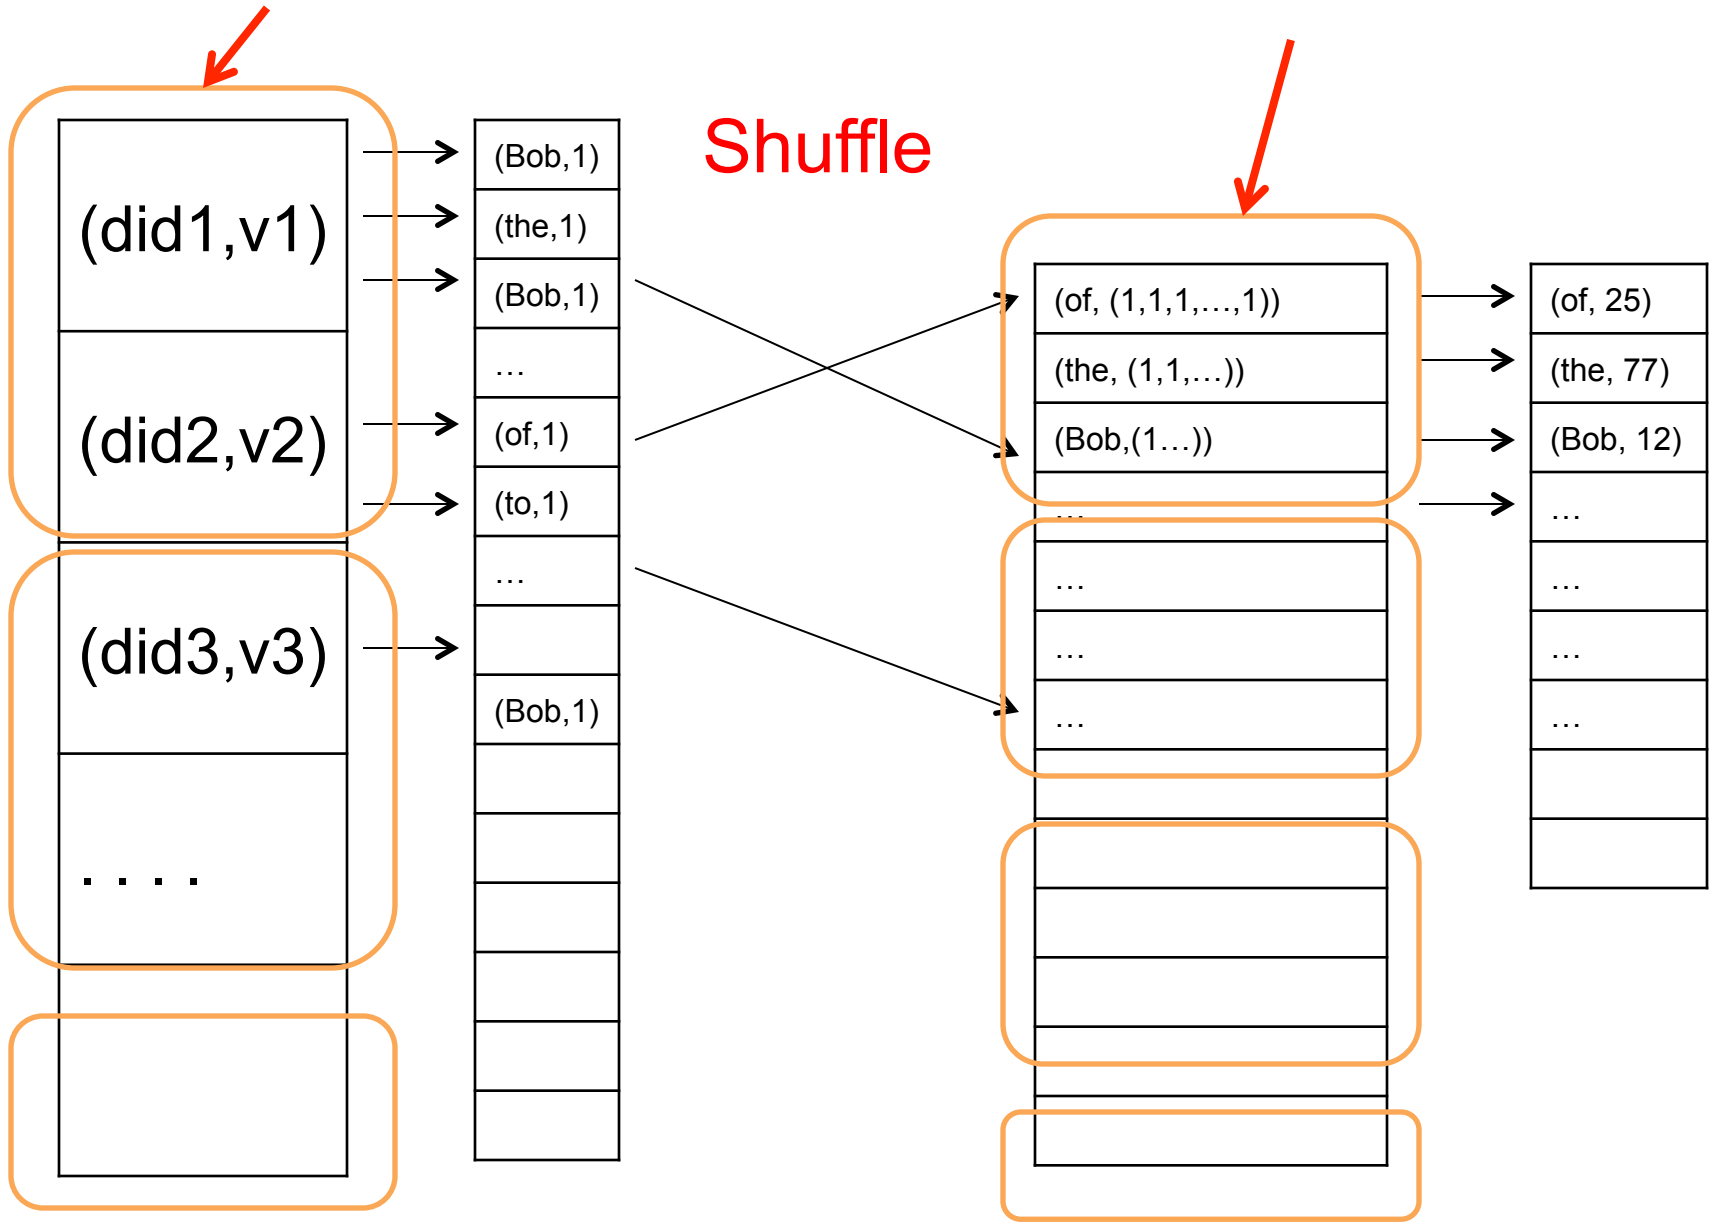 Shuffle
(did1,v1)
(did2,v2)
(did3,v3)
. . . .
(Bob,1)
(the,1)
(Bob,1)
…
(of,1)
(to,1)
…
(Bob,1)
(of, (1,1,1,…,1))
(the, (1,1,…))
(Bob,(1…))
…
…
…
…
(of, 25)
(the, 77)
(Bob, 12)
…
…
…
…